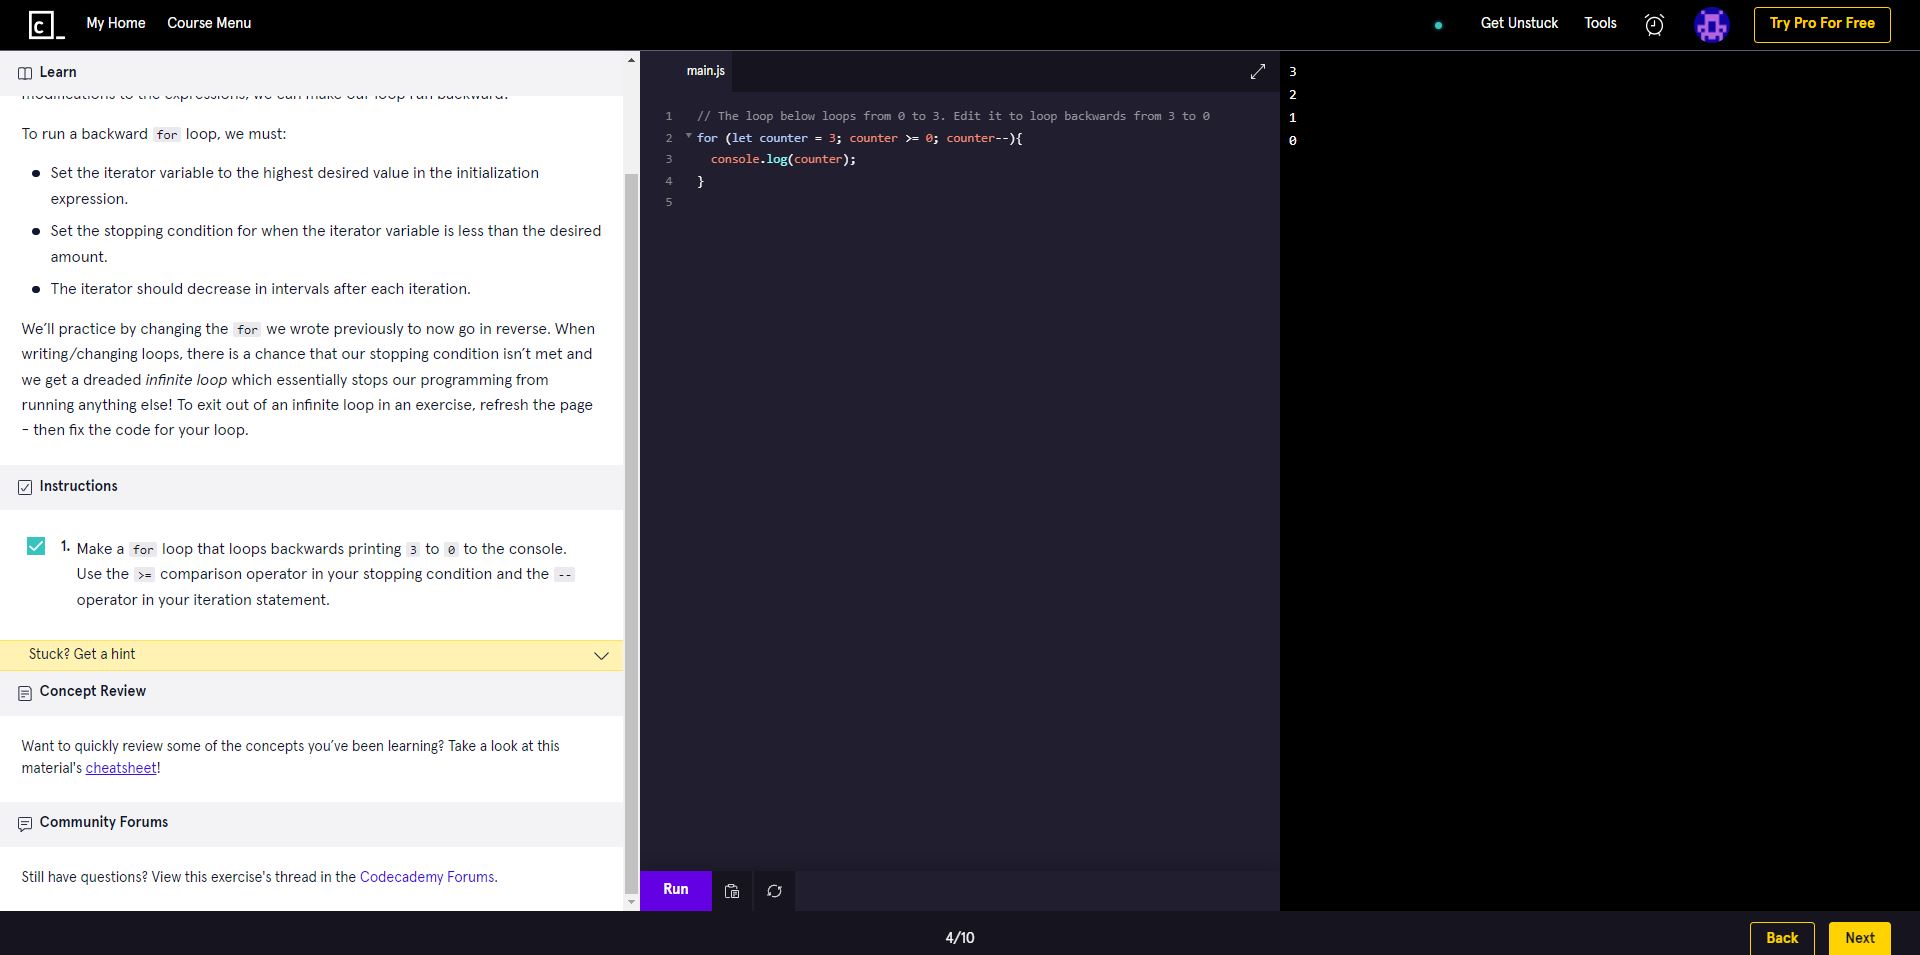 My Home
Course Menu
Get Unstuck
Tools
Try Pro For Free
Learn
modifications to the expressions, we can make our loop run backward!
To run a backward for loop, we must:
Set the iterator variable to the highest desired value in the initialization
expression.
Set the stopping condition for when the iterator variable is less than the desired
amount.
The iterator should decrease in intervals after each iteration.
We’ll practice by changing the for we wrote previously to now go in reverse. When
writing/changing loops, there is a chance that our stopping condition isn’t met and
we get a dreaded infinite loop which essentially stops our programming from
running anything else! To exit out of an infinite loop in an exercise, refresh the page
- then fix the code for your loop.
Instructions
1. Make a for loop that loops backwards printing 3 to 0 to the console.
Use the >= comparison operator in your stopping condition and the --
operator in your iteration statement.
Stuck? Get a hint
Concept Review
Want to quickly review some of the concepts you’ve been learning? Take a look at this
material's cheatsheet!
Community Forums
Still have questions? View this exercise's thread in the Codecademy Forums.
main.js
1 // The loop below loops from 0 to 3. Edit it to loop backwards from 3 to 0
2 for (let counter = 3; counter >= 0; counter--){
3 console.log(counter);
4 }
5
Run
3
2
1
0
4/10
Back
Next